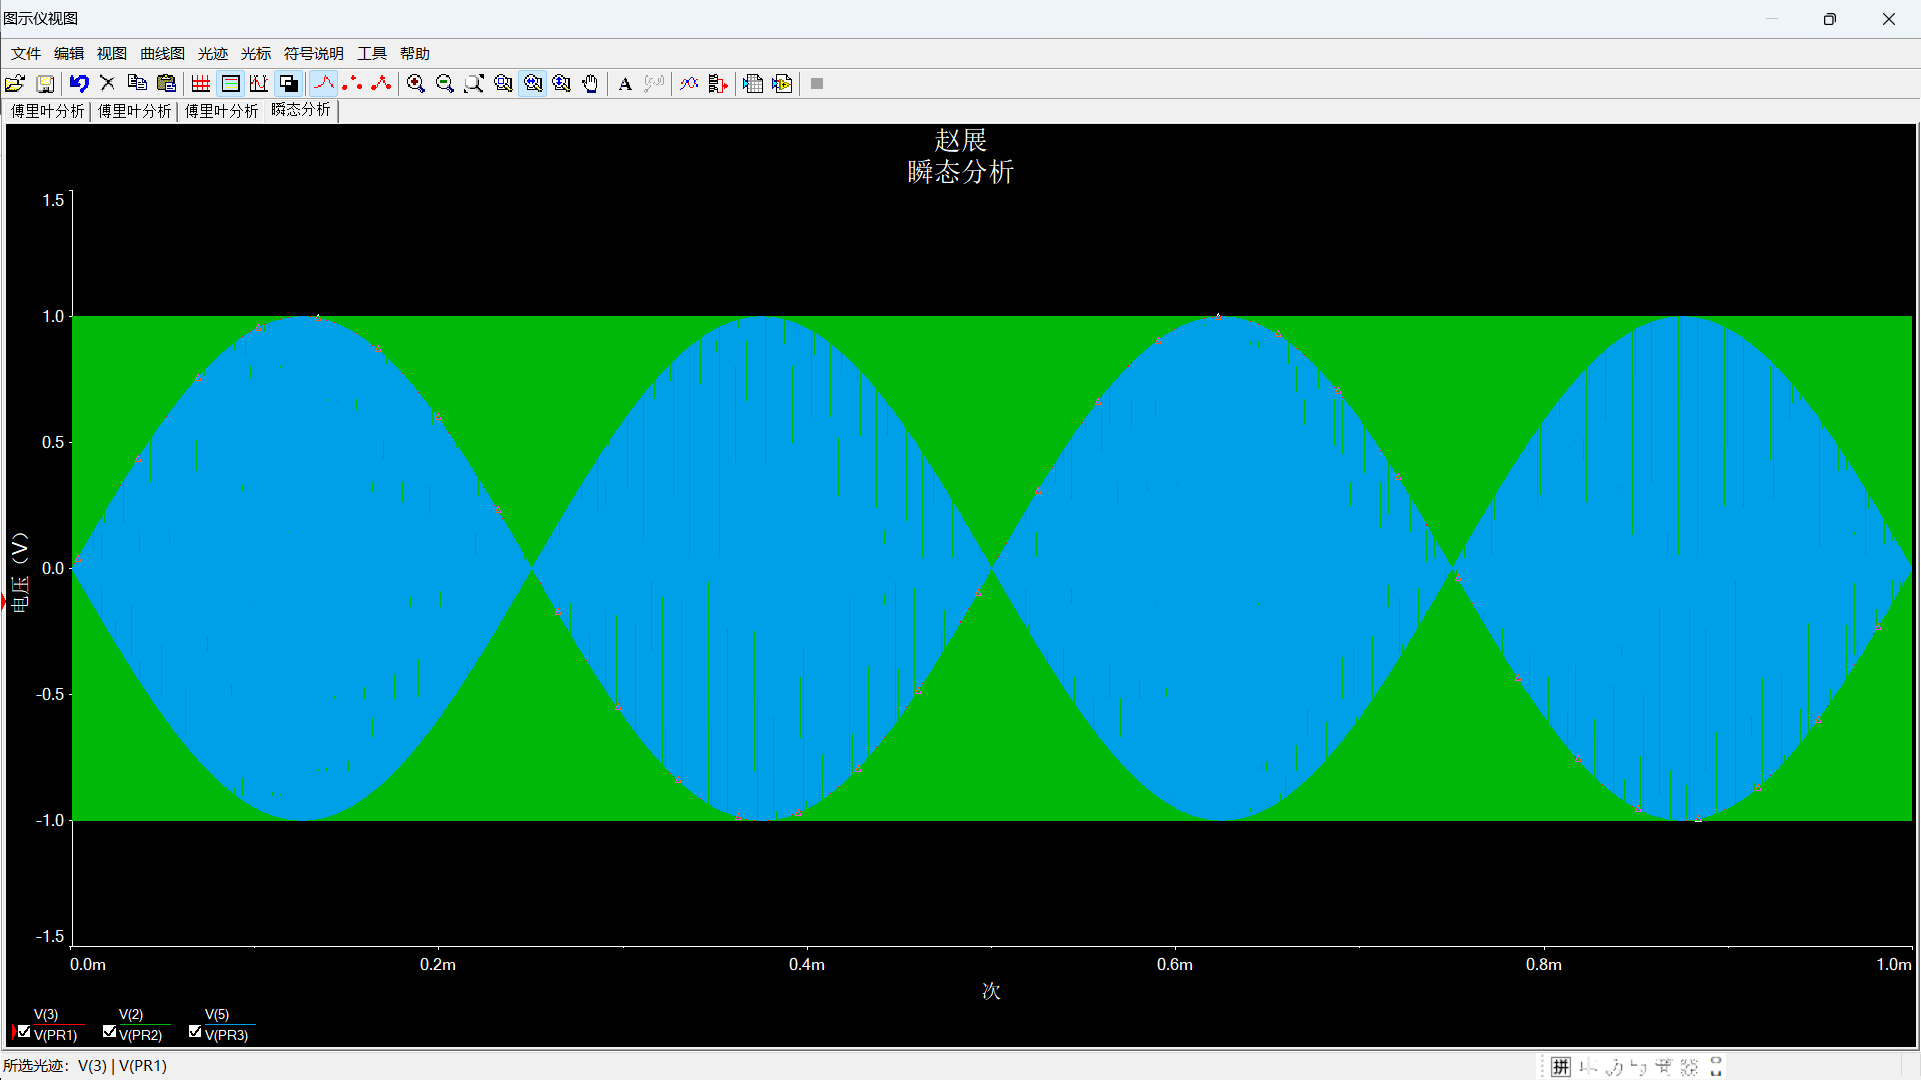 图示仪视图
文件 编辑 视图 曲线图 光迹 光标 符号说明 工具 帮助
A
傅里叶分析 傅里叶分析 傅里叶分析 瞬态分析
赵展
瞬态分析
1.5
1.0
0.5
0.0
-0.5
-1.0
-1.5
电压 (V)
0.0m 0.2m 0.4m 0.6m 0.8m 1.0m
次
V(3) V(2) V(5)
V(PR1) V(PR2) V(PR3)
所选光迹: V(3) | V(PR1)
拼